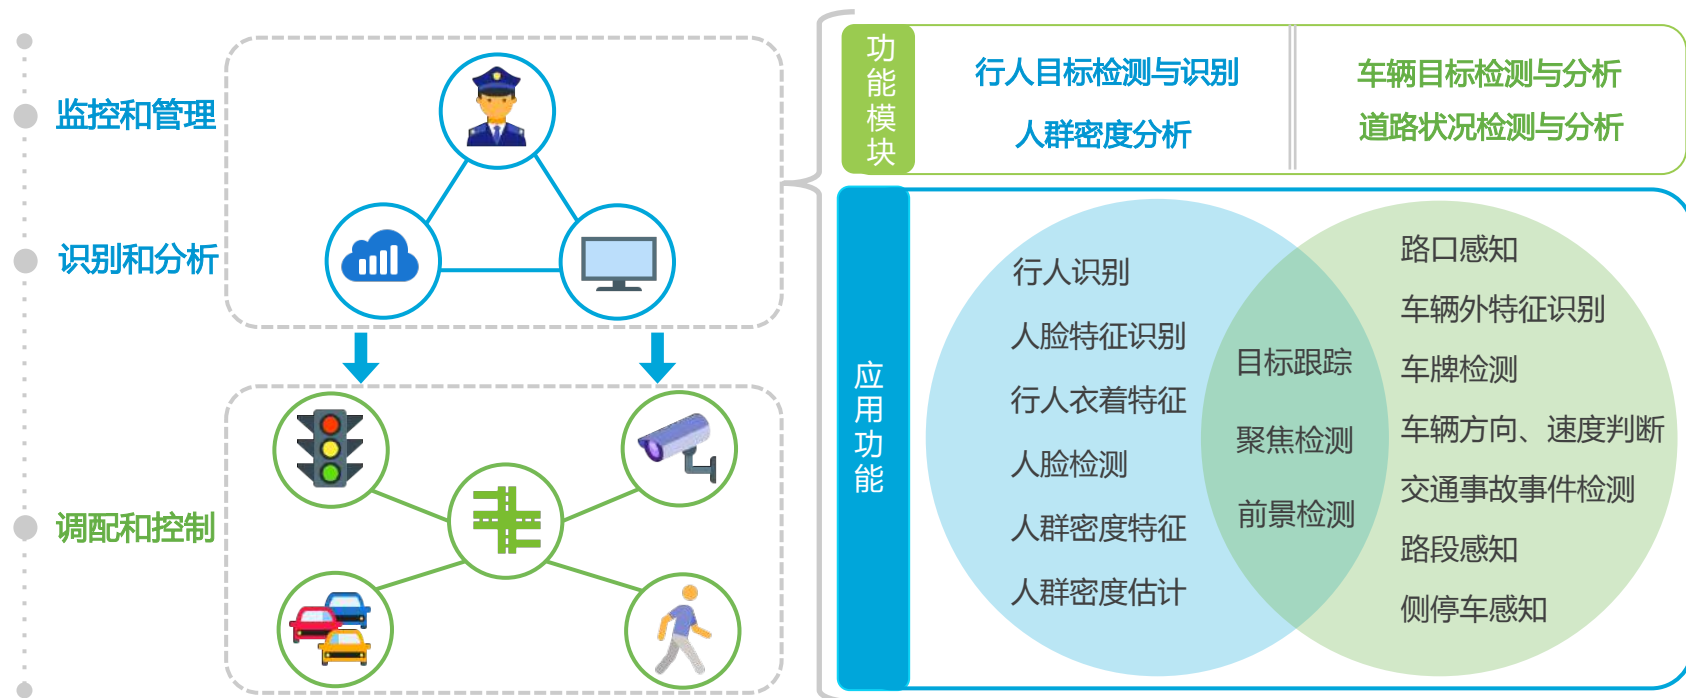 监控和管理
识别和分析
调配和控制
功能模块
行人目标检测与识别
人群密度分析
车辆目标检测与分析
道路状况检测与分析
应用功能
行人识别
人脸特征识别
行人衣着特征
人脸检测
人群密度特征
人群密度估计
目标跟踪
聚焦检测
前景检测
路口感知
车辆外特征识别
车牌检测
车辆方向、速度判断
交通事故事件检测
路段感知
侧停车感知